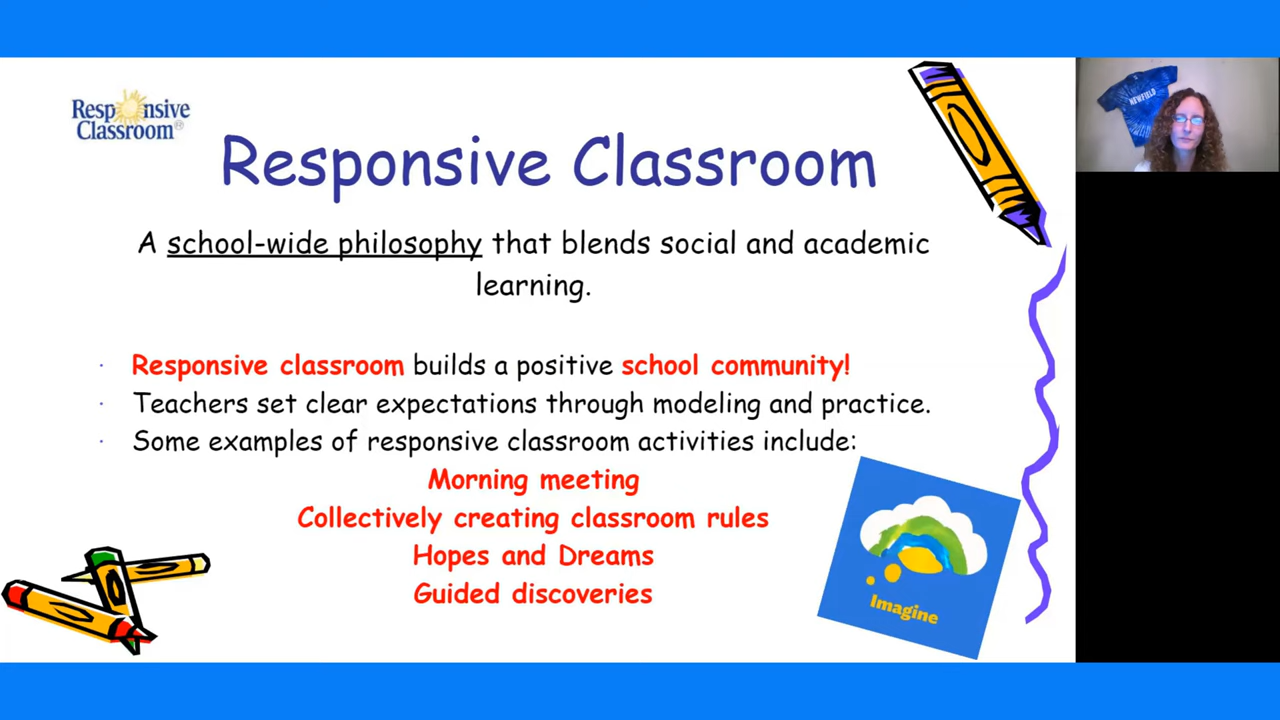 Responsive
Classroom®
Responsive Classroom
A school-wide philosophy that blends social and academic
learning.
· Responsive classroom builds a positive school community!
· Teachers set clear expectations through modeling and practice.
· Some examples of responsive classroom activities include:
Morning meeting
Collectively creating classroom rules
Hopes and Dreams
Guided discoveries
Imagine
NEWFIELD